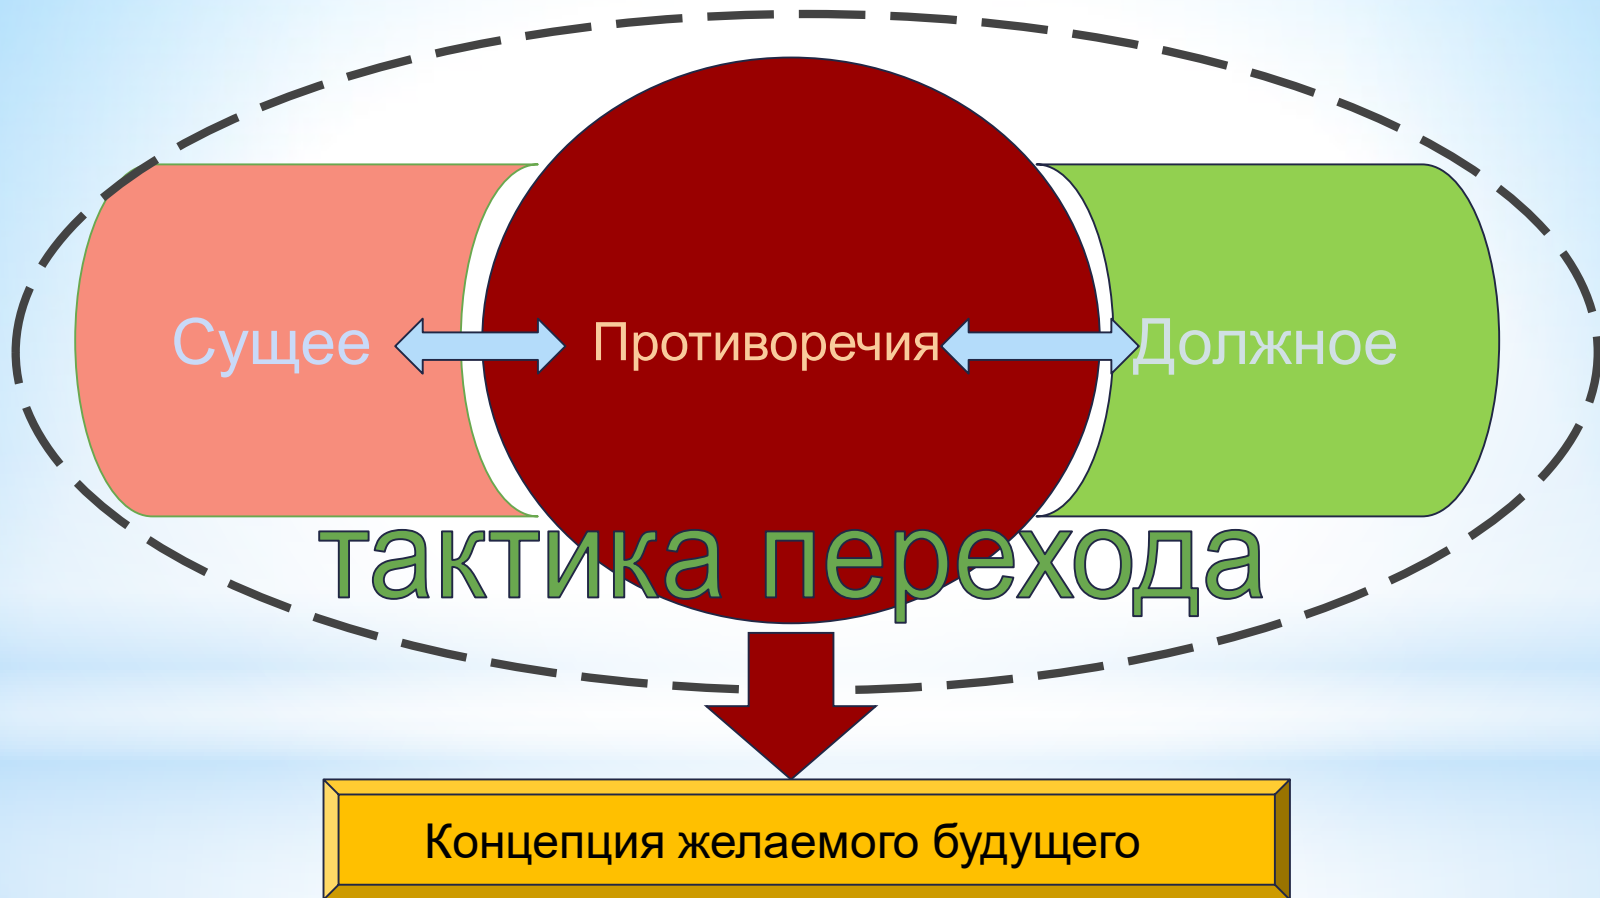 Сущее
Противоречия
Должное
тактика перехода
Концепция желаемого будущего